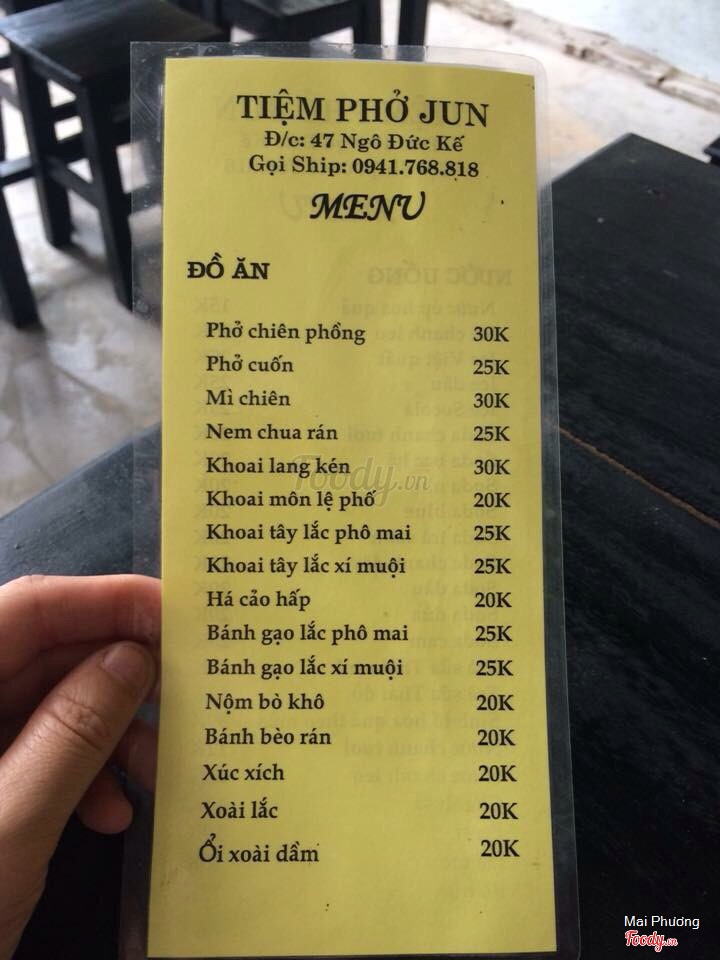 TIỆM PHỞ JUN
Đ/c: 47 Ngô Đức Kế
Gọi Ship: 0941.768.818
MENU
ĐỒ ĂN
Phở chiên phồng 30K
Phở cuốn 25K
Mì chiên 30K
Nem chua rán 25K
Khoai lang kén 30K
Khoai môn lệ phố 20K
Khoai tây lắc phô mai 25K
Khoai tây lắc xí muội 25K
Há cảo hấp 20K
Bánh gạo lắc phô mai 25K
Bánh gạo lắc xí muội 25K
Nộm bò khô 20K
Bánh bèo rán 20K
Xúc xích 20K
Xoài lắc 20K
Ổi xoài dầm 20K
Foody.vn
Mai Phương
Foody.vn